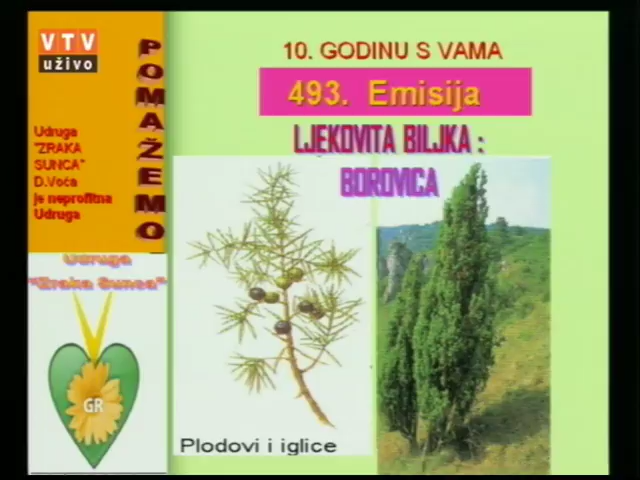 VTV
uživo
POMAŽEMO
Udruga
"ZRAKA
SUNCA"
D.Voća
je neprofitna
Udruga
Udruga
"Zraka Sunca"
GR
10. GODINU S VAMA
493. Emisija
LJEKOVITA BILJKA :
BOROVICA
Plodovi i iglice